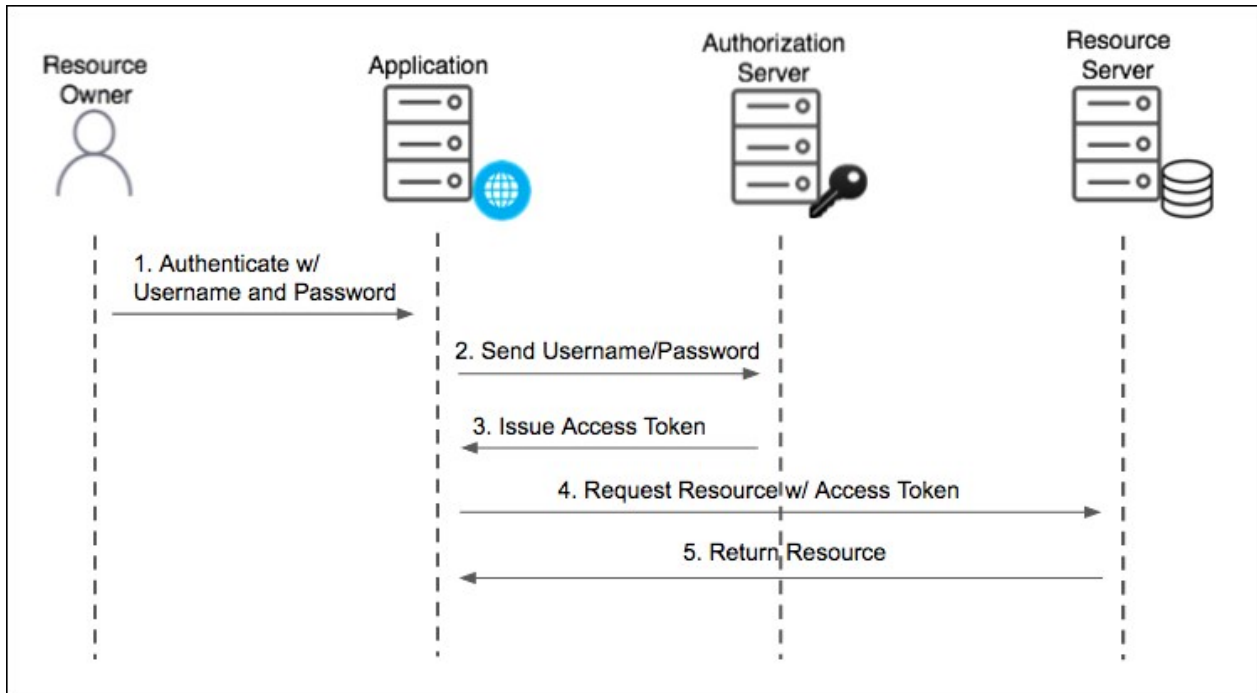 Resource
Owner
Application
Authorization
Server
Resource
Server
1. Authenticate w/
Username and Password
2. Send Username/Password
3. Issue Access Token
4. Request Resource w/ Access Token
5. Return Resource